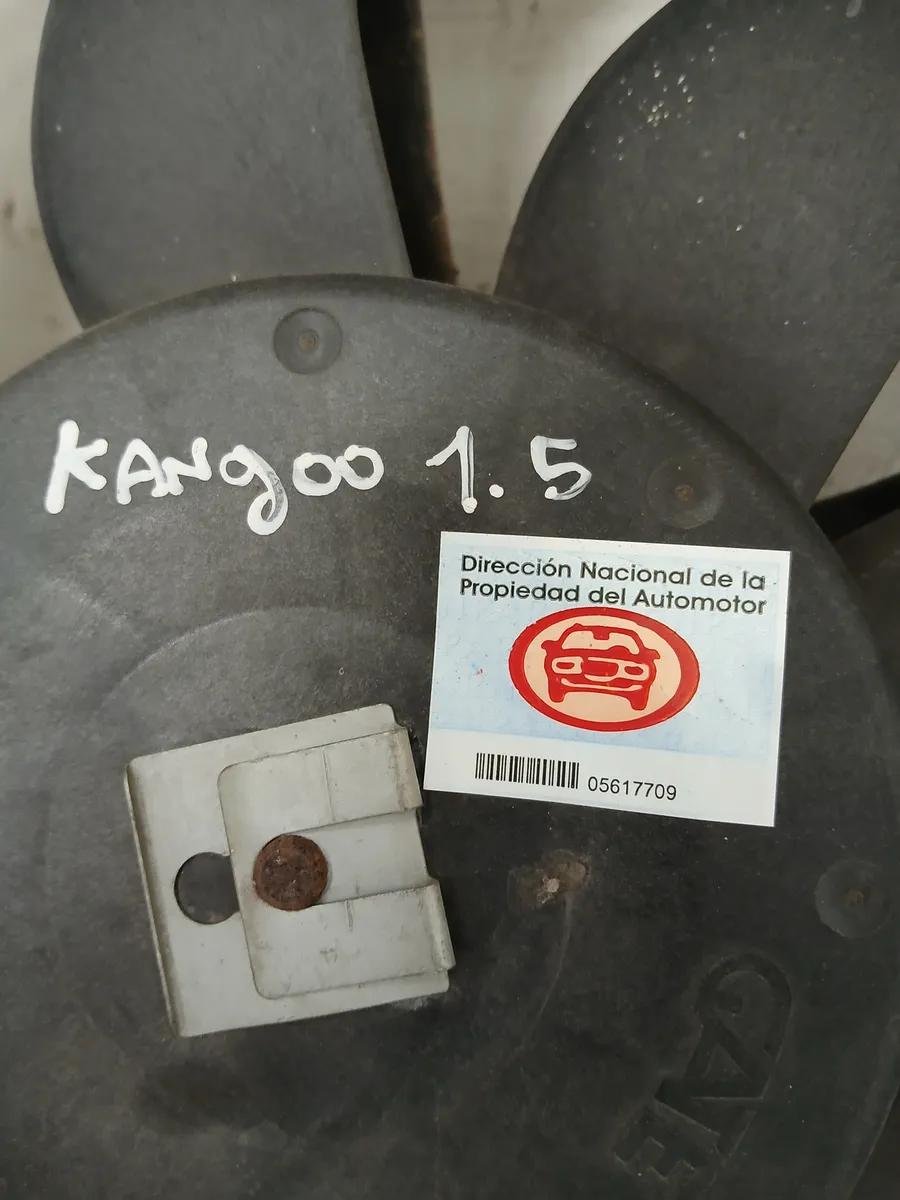 KANgoo 1.5
Dirección Nacional de la
Propiedad del Automotor
05617709